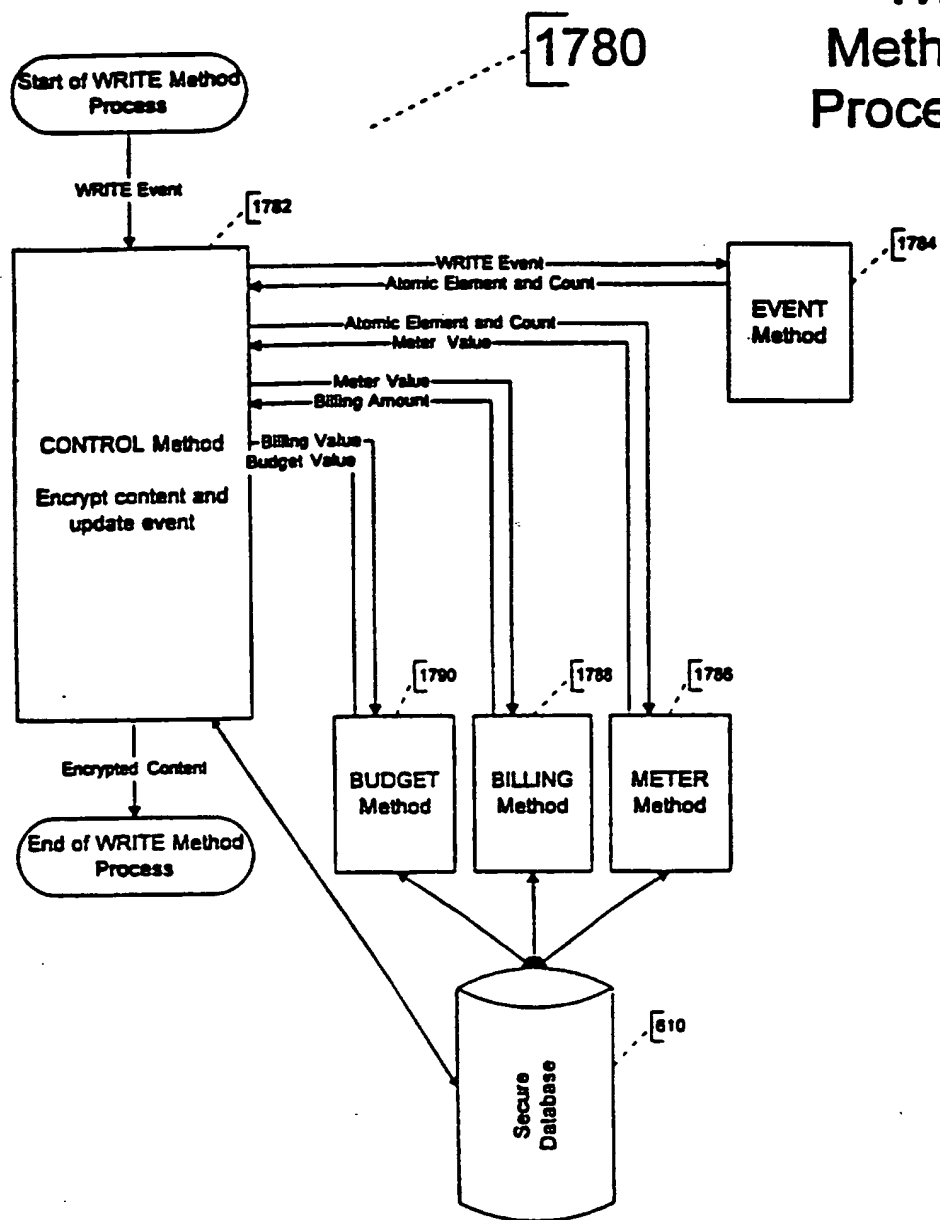 1780
Start of WRITE Method
Process
WRITE Event
1782
WRITE Event
Atomic Element and Count
1784
EVENT
Method
Atomic Element and Count
Meter Value
Meter Value
Billing Amount
CONTROL Method
Encrypt content and
update event
Billing Value
Budget Value
1790
1788
1786
BUDGET
Method
BILLING
Method
METER
Method
Encrypted Content
End of WRITE Method
Process
610
Secure
Database